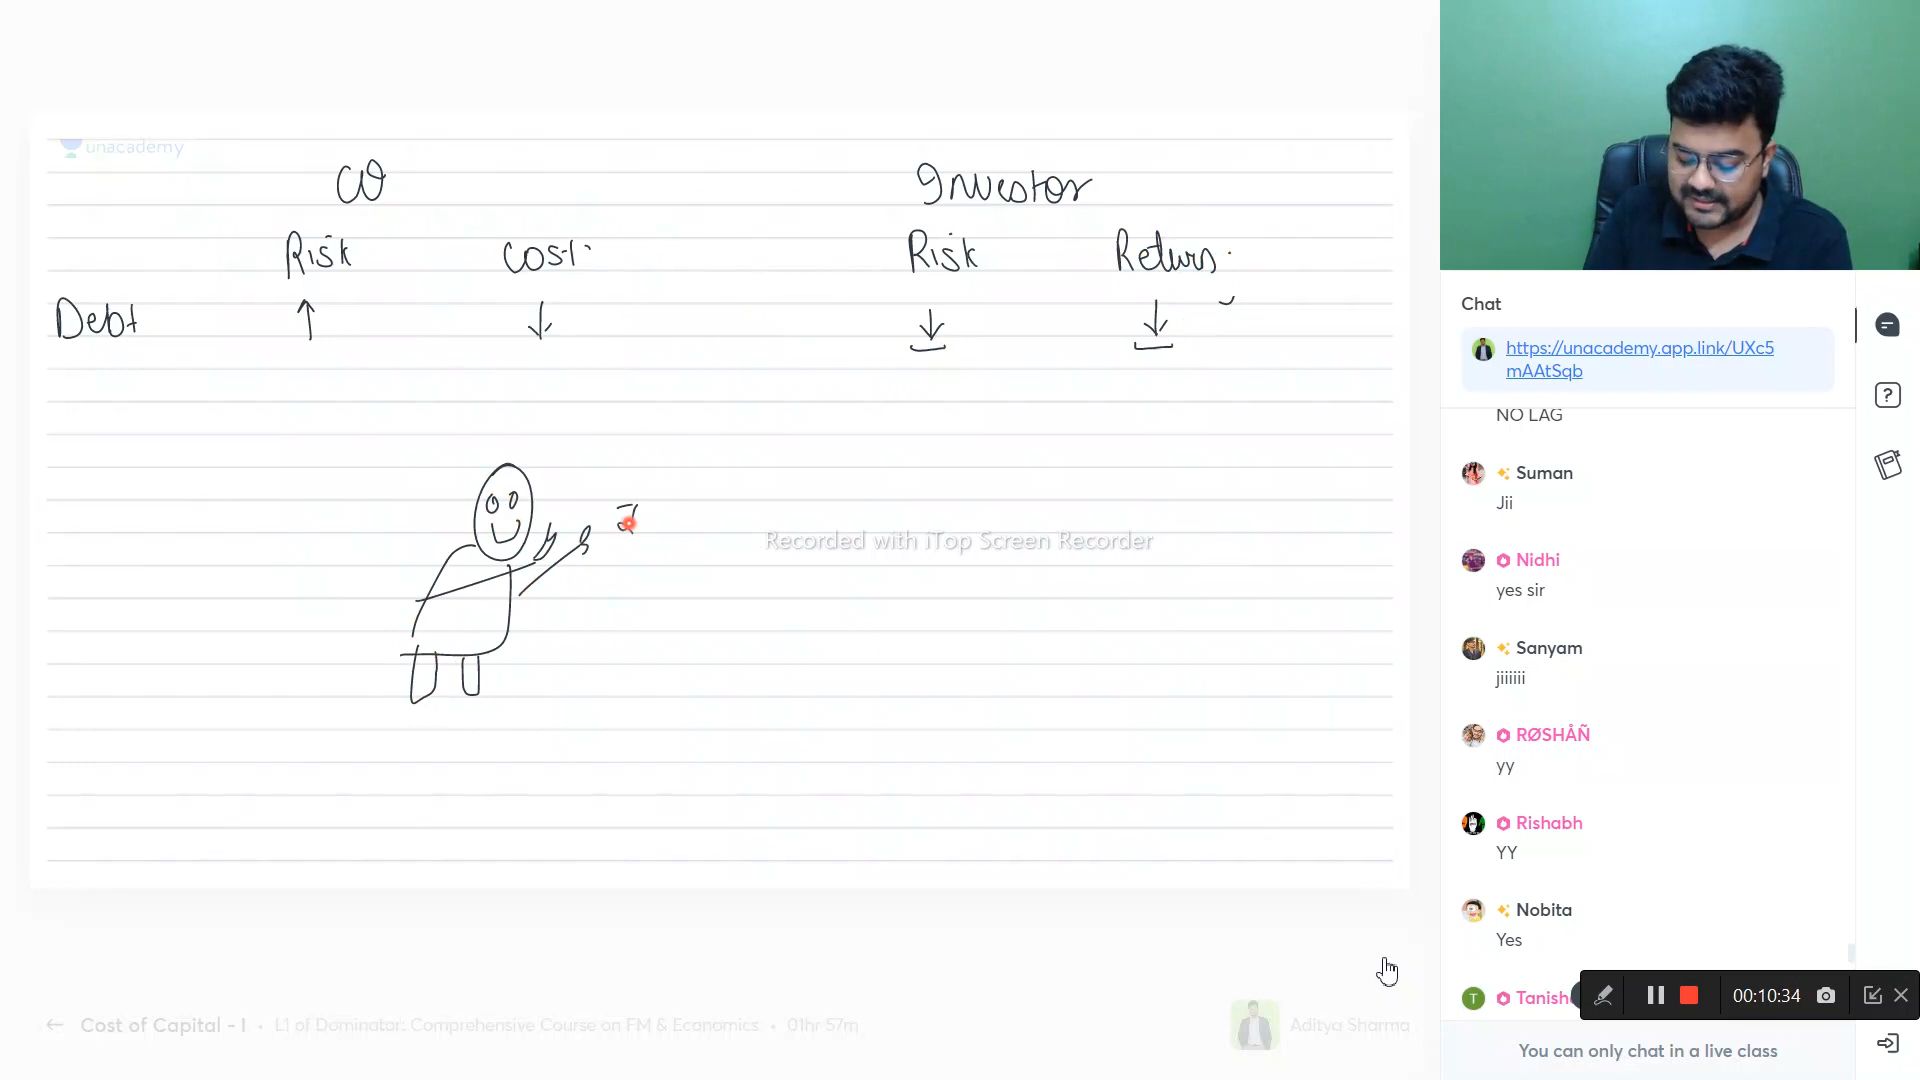 unacademy
CO
Investor
Risk
Cost
Risk
Return
Debt
Recorded with iTop Screen Recorder
Cost of Capital - I • L1 of Dominator: Comprehensive Course on FM & Economics • 01hr 57m
Aditya Sharma
Chat
https://unacademy.app.link/UXc5
mAAtSqb
NO LAG
Suman
Jii
Nidhi
yes sir
Sanyam
jiiiiiii
RØSHÅÑ
yy
Rishabh
YY
Nobita
Yes
T
Tanish
00:10:34
You can only chat in a live class